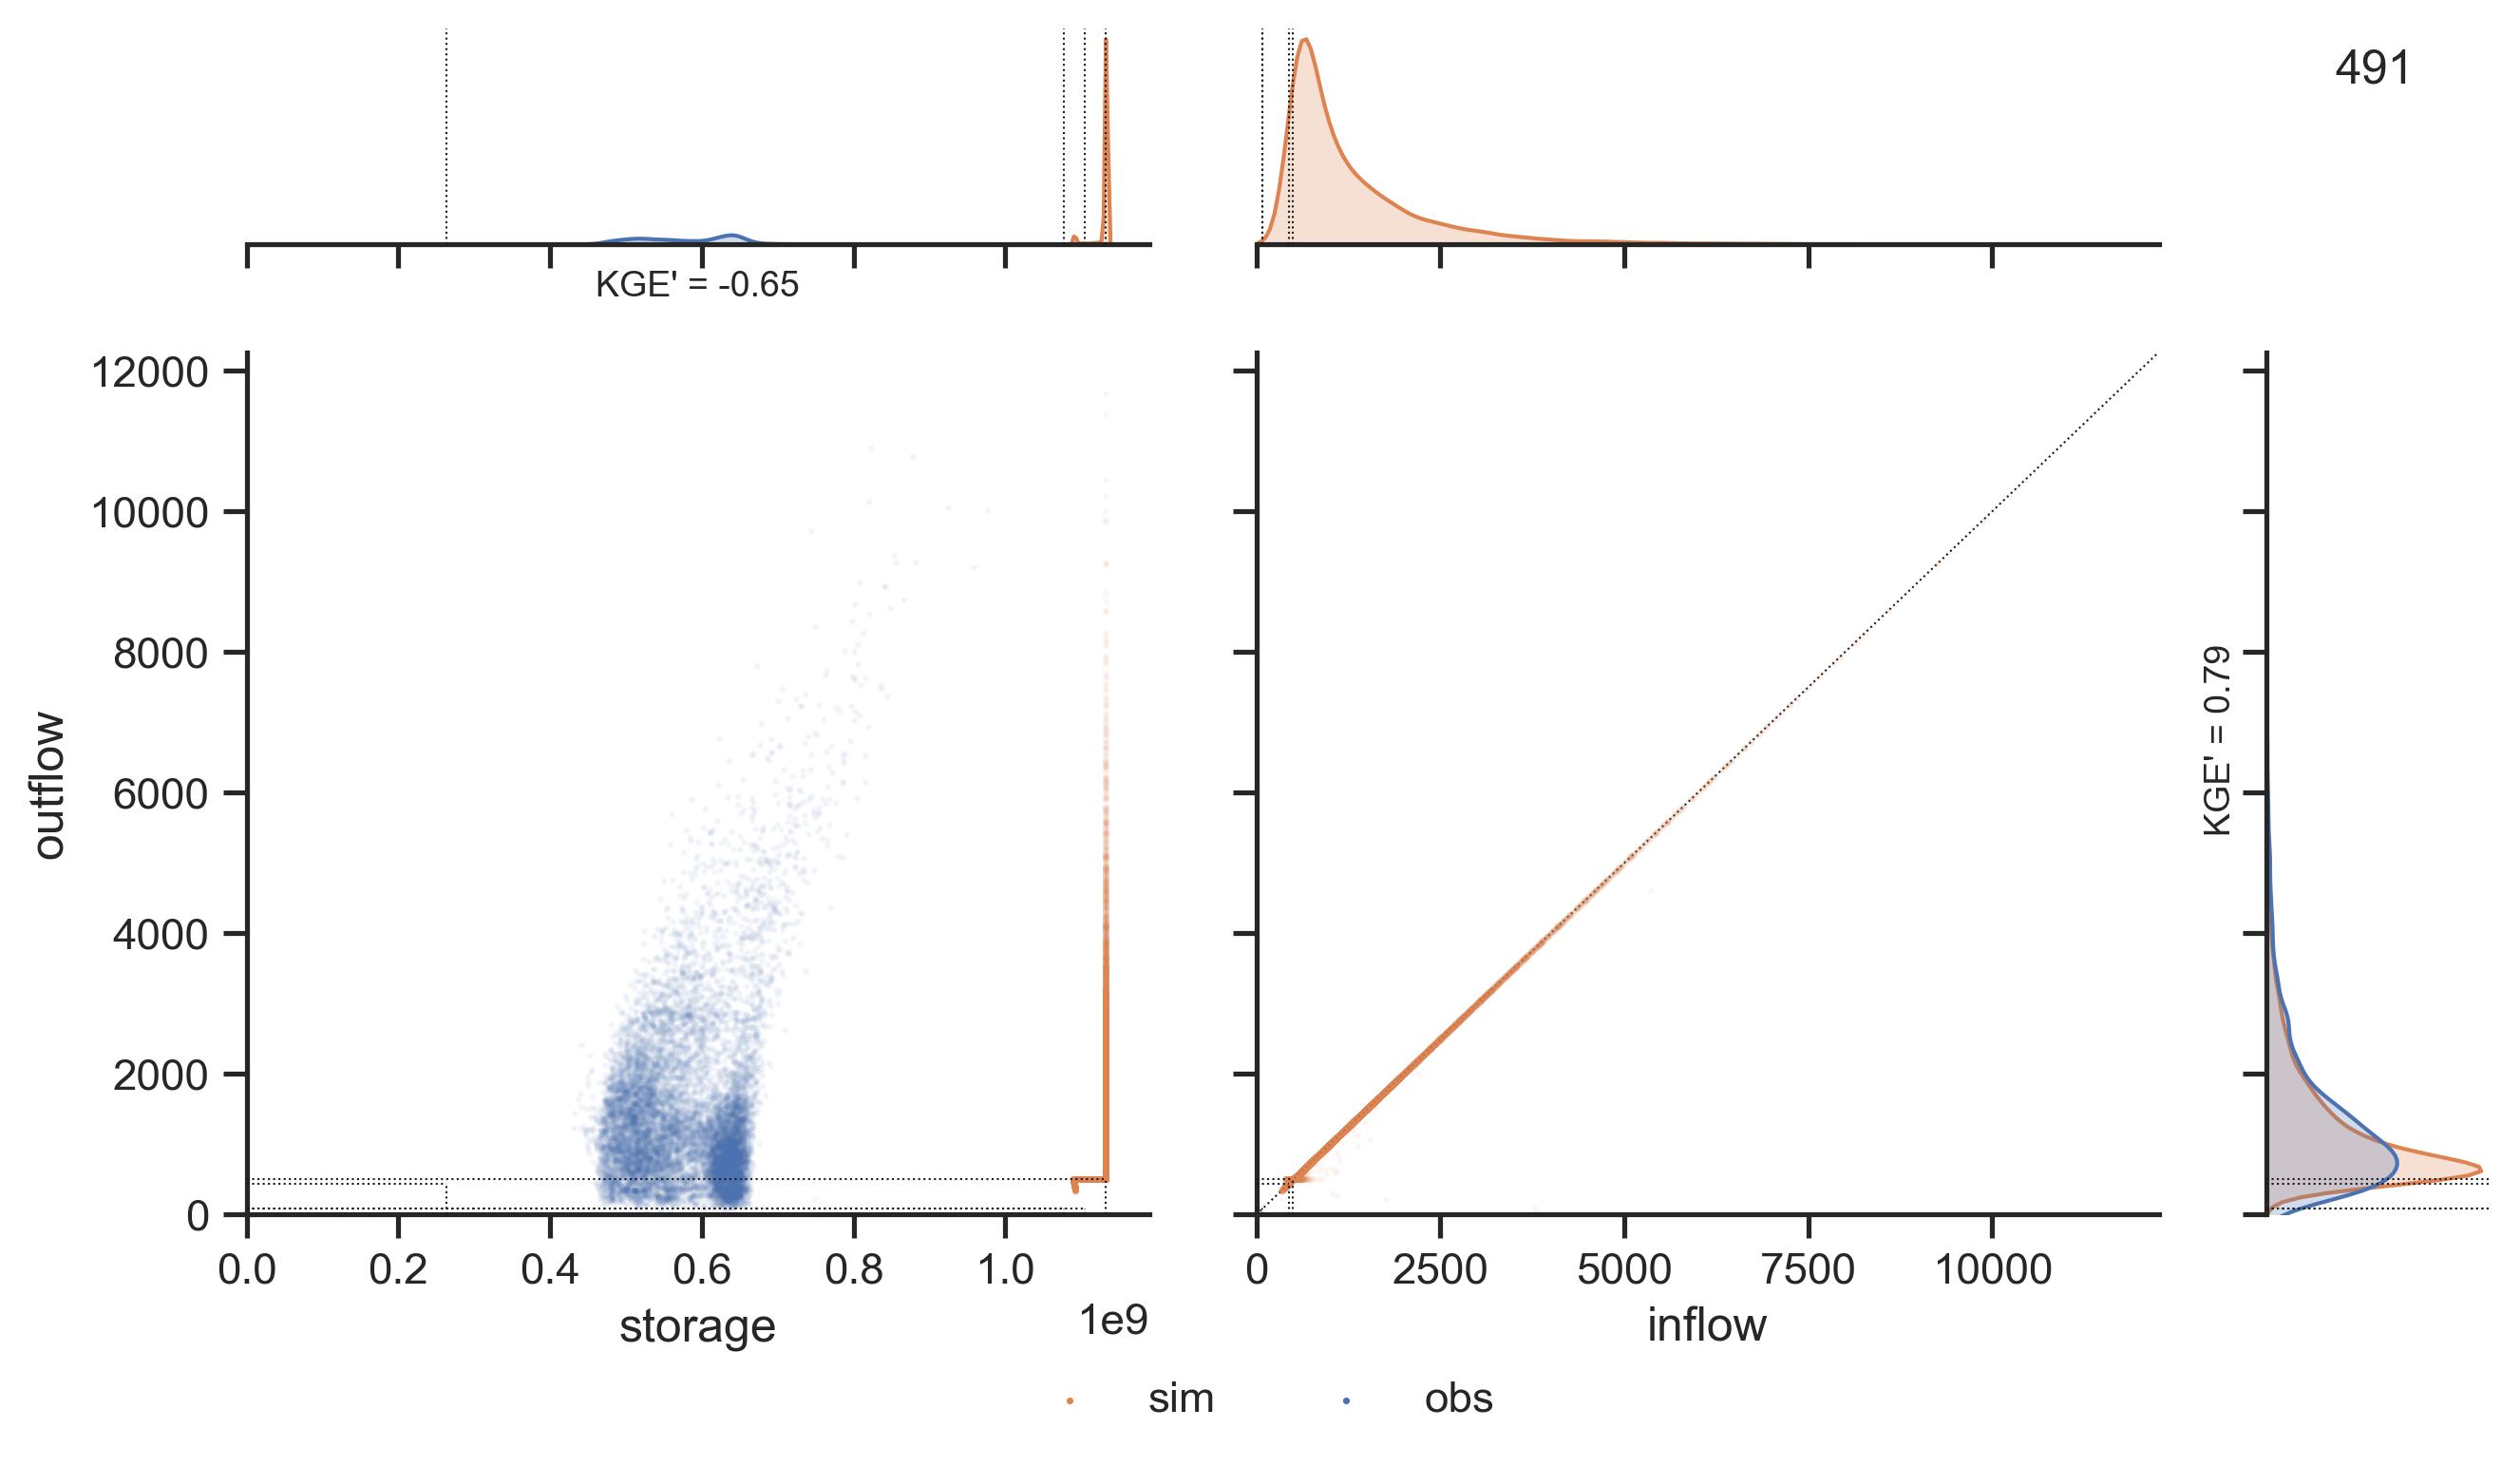 491
KGE' = -0.65
12000
10000
8000
6000
4000
2000
0
outflow
KGE' = 0.79
0.0 0.2 0.4 0.6 0.8 1.0
1e9
storage
0 2500 5000 7500 10000
inflow
sim obs